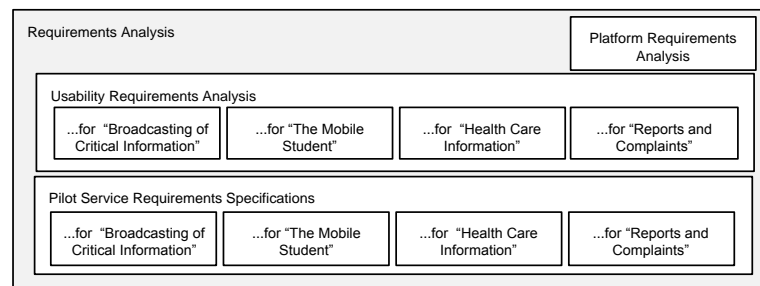 Requirements Analysis
Platform Requirements
Analysis
Usability Requirements Analysis
...for “Broadcasting of
Critical Information”
...for “The Mobile
Student”
...for “Health Care
Information”
...for “Reports and
Complaints”
Pilot Service Requirements Specifications
...for “Broadcasting of
Critical Information”
...for “The Mobile
Student”
...for “Health Care
Information”
...for “Reports and
Complaints”